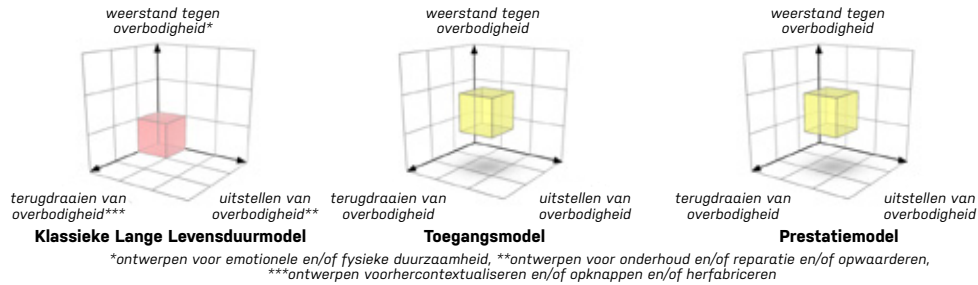 weerstand tegen
overbodigheid*
terugdraaien van
overbodigheid***
uitstellen van
overbodigheid**
Klassieke Lange Levensduurmodel
weerstand tegen
overbodigheid
terugdraaien van
overbodigheid
uitstellen van
overbodigheid
Toegangsmodel
weerstand tegen
overbodigheid
terugdraaien van
overbodigheid
uitstellen van
overbodigheid
Prestatiemodel
*ontwerpen voor emotionele en/of fysieke duurzaamheid, **ontwerpen voor onderhoud en/of reparatie en/of opwaarderen,
***ontwerpen voorhercontextualiseren en/of opknappen en/of herfabriceren